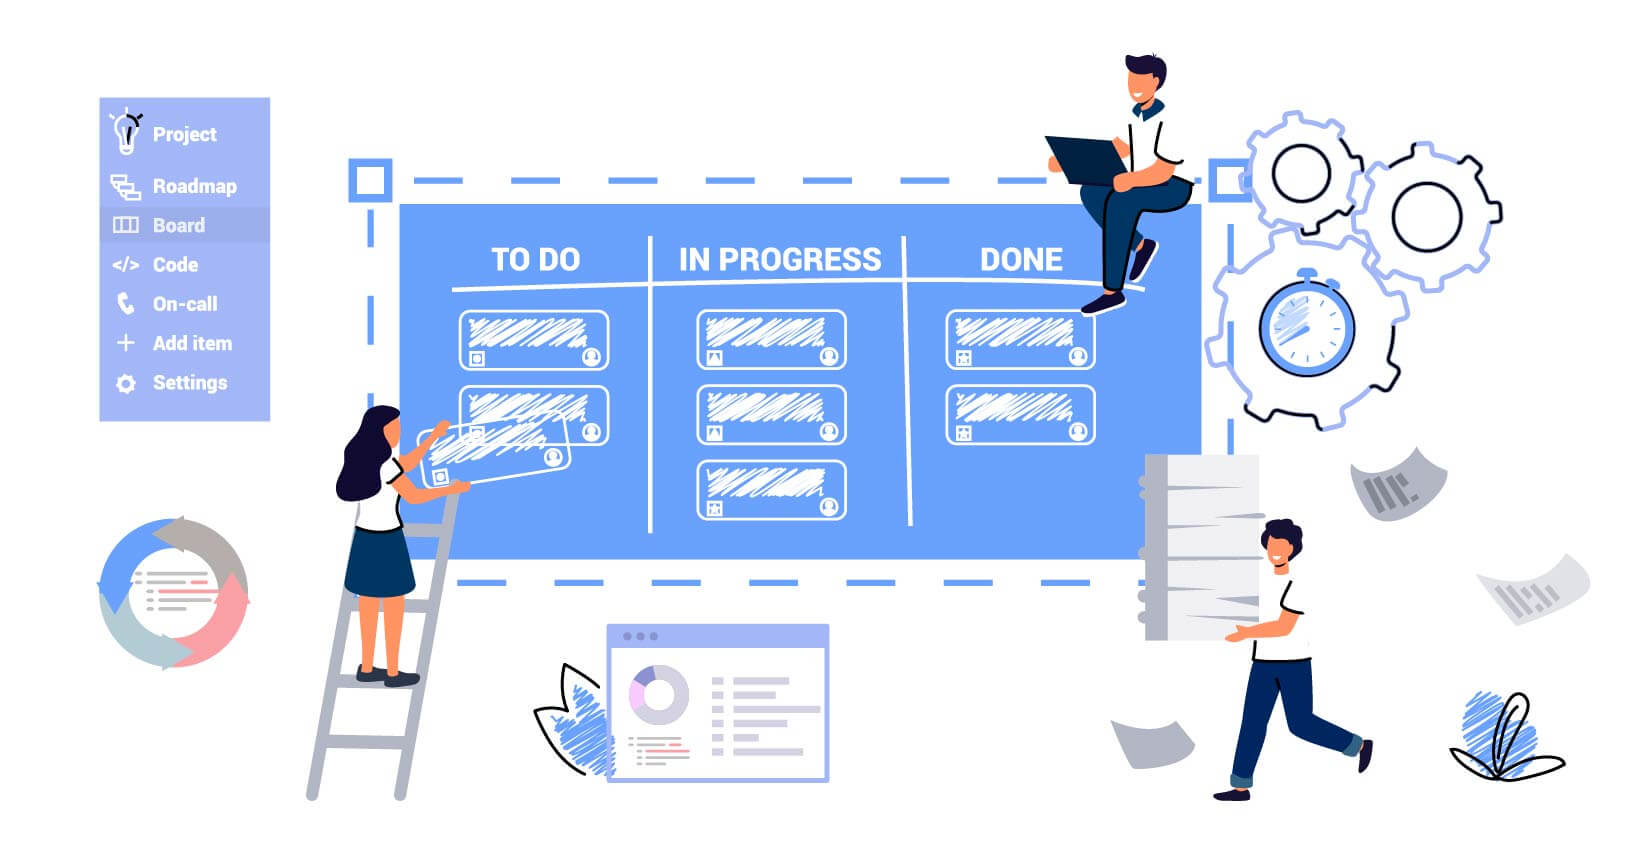 Project
Roadmap
Board
</> Code
On-call
Add item
Settings
TO DO
IN PROGRESS
DONE